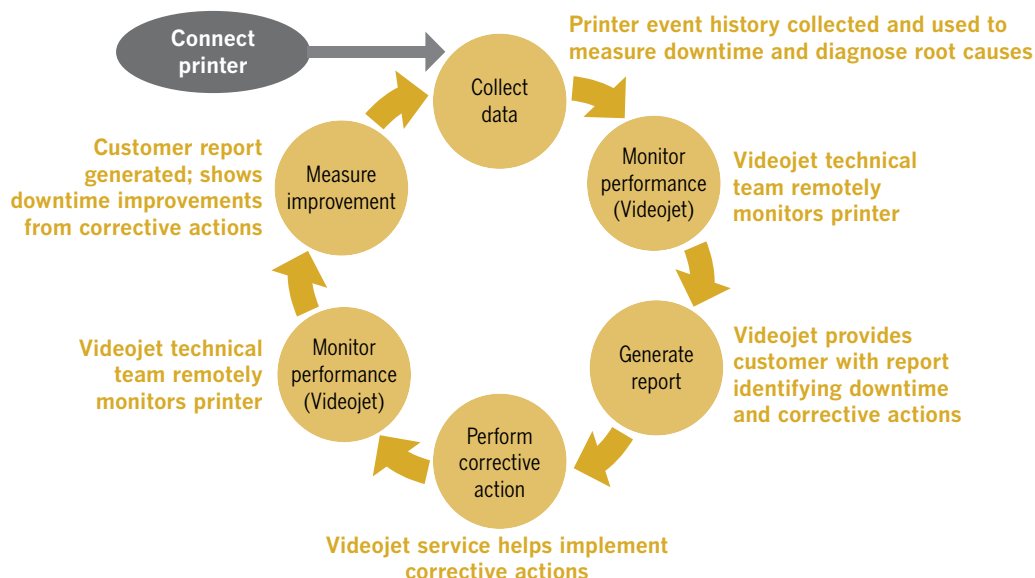 Connect
printer
Collect
data
Printer event history collected and used to
measure downtime and diagnose root causes
Monitor
performance
(Videojet)
Videojet technical
team remotely
monitors printer
Generate
report
Videojet provides
customer with report
identifying downtime
and corrective actions
Perform
corrective
action
Videojet service helps implement
corrective actions
Monitor
performance
(Videojet)
Videojet technical
team remotely
monitors printer
Measure
improvement
Customer report
generated; shows
downtime improvements
from corrective actions